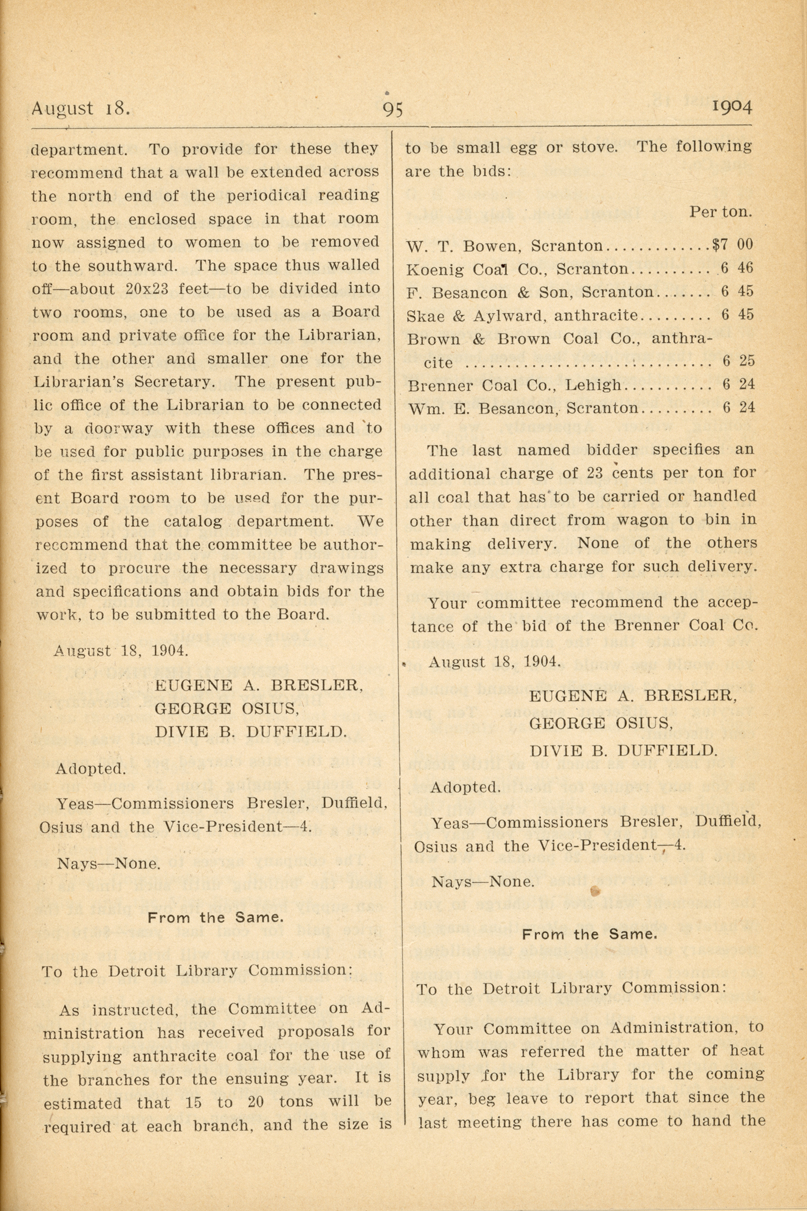 August 18.
95
1904
department. To provide for these they
recommend that a wall be extended across
the north end of the periodical reading
room, the enclosed space in that room
now assigned to women to be removed
to the southward. The space thus walled
off—about 20x23 feet—to be divided into
two rooms, one to be used as a Board
room and private office for the Librarian,
and the other and smaller one for the
Librarian's Secretary. The present pub-
lic office of the Librarian to be connected
by a doorway with these offices and to
be used for public purposes in the charge
of the first assistant librarian. The pres-
ent Board room to be used for the pur-
poses of the catalog department. We
recommend that the committee be author-
ized to procure the necessary drawings
and specifications and obtain bids for the
work, to be submitted to the Board.
August 18, 1904.
EUGENE A. BRESLER,
GEORGE OSIUS,
DIVIE B. DUFFIELD.
Adopted.
Yeas—Commissioners Bresler, Duffield,
Osius and the Vice-President—4.
Nays—None.
From the Same.
To the Detroit Library Commission:
As instructed, the Committee on Ad-
ministration has received proposals for
supplying anthracite coal for the use of
the branches for the ensuing year. It is
estimated that 15 to 20 tons will be
required at each branch, and the size is
to be small egg or stove. The following
are the bids:
Per ton.
W. T. Bowen, Scranton.............$7 00
Koenig Coal Co., Scranton.......... 6 46
F. Besancon & Son, Scranton....... 6 45
Skae & Aylward, anthracite......... 6 45
Brown & Brown Coal Co., anthra-
cite ............................... 6 25
Brenner Coal Co., Lehigh........... 6 24
Wm. E. Besancon, Scranton......... 6 24
The last named bidder specifies an
additional charge of 23 cents per ton for
all coal that has to be carried or handled
other than direct from wagon to bin in
making delivery. None of the others
make any extra charge for such delivery.
Your committee recommend the accep-
tance of the bid of the Brenner Coal Co.
August 18, 1904.
EUGENE A. BRESLER,
GEORGE OSIUS,
DIVIE B. DUFFIELD.
Adopted.
Yeas—Commissioners Bresler, Duffield,
Osius and the Vice-President—4.
Nays—None.
From the Same.
To the Detroit Library Commission:
Your Committee on Administration, to
whom was referred the matter of heat
supply for the Library for the coming
year, beg leave to report that since the
last meeting there has come to hand the